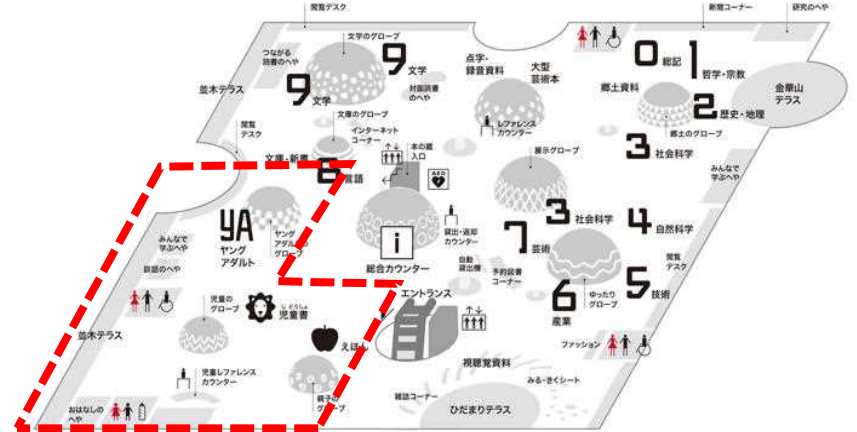 閲覧デスク
新聞コーナー
研究のへや
文学のグローブ
つながる
読書のへや
9 文学
9 文学
対面読書
のへや
点字・
録音資料
大型
芸術本
0 総記
1 哲学・宗教
郷土資料
金華山
テラス
並木テラス
2 歴史・地理
文庫のグローブ
レファレンス
カウンター
郷土のグローブ
閲覧
デスク
インターネット
コーナー
本の蔵
入口
展示グローブ
3 社会科学
文庫・新書
8 言語
AED
みんなで
学ぶへや
YA
ヤング
アダルト
ヤング
アダルトの
グローブ
i
総合カウンター
貸出・返却
カウンター
3 社会科学
4 自然科学
7 芸術
みんなで
学ぶへや
自動
貸出機
予約図書
コーナー
閲覧
デスク
エントランス
5 技術
6 産業
ゆったり
グローブ
児童の
グローブ
じどうしょ
児童書
並木テラス
えほん
ファッション
視聴覚資料
児童レファレンス
カウンター
みる・きくシート
親子の
グローブ
雑誌コーナー
ひだまりテラス
おはなしの
へや